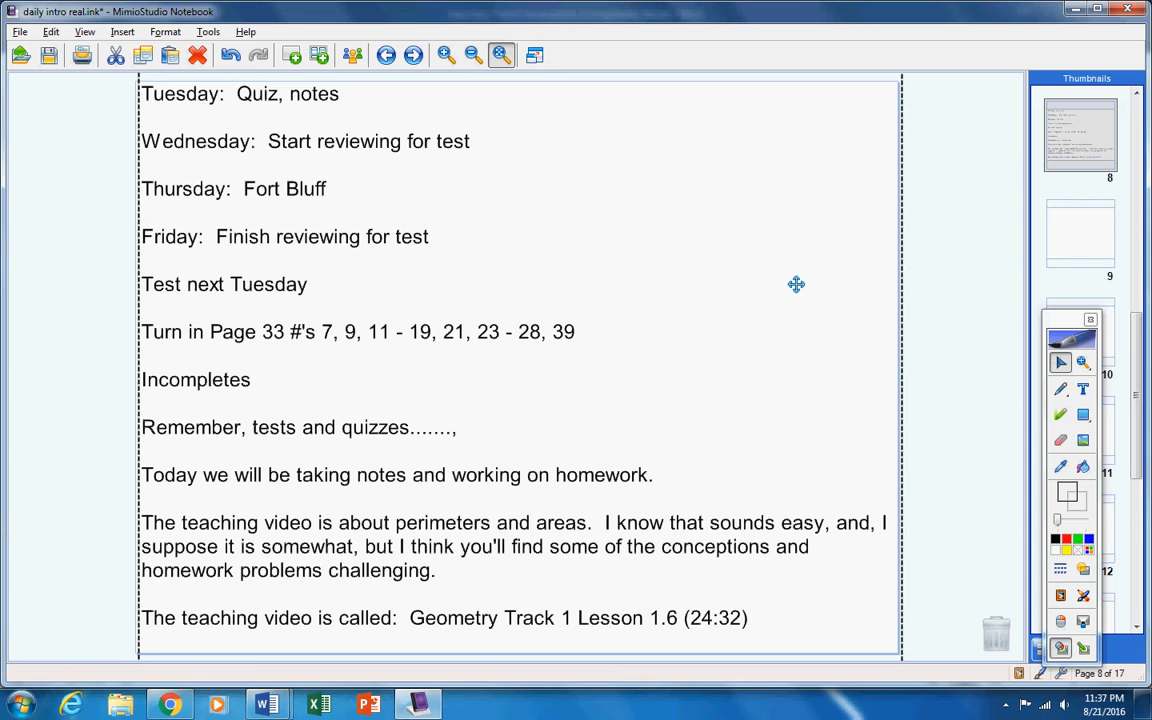 daily intro real.ink* - MimioStudio Notebook
File Edit View Insert Format Tools Help
Tuesday:  Quiz, notes
Wednesday:  Start reviewing for test
Thursday:  Fort Bluff
Friday:  Finish reviewing for test
Test next Tuesday
Turn in Page 33 #'s 7, 9, 11 - 19, 21, 23 - 28, 39
Incompletes
Remember, tests and quizzes.......,
Today we will be taking notes and working on homework.
The teaching video is about perimeters and areas.  I know that sounds easy, and, I
suppose it is somewhat, but I think you'll find some of the conceptions and
homework problems challenging.
The teaching video is called:  Geometry Track 1 Lesson 1.6 (24:32)
Thumbnails
8
9
10
11
12
Page 8 of 17
11:37 PM
8/21/2016